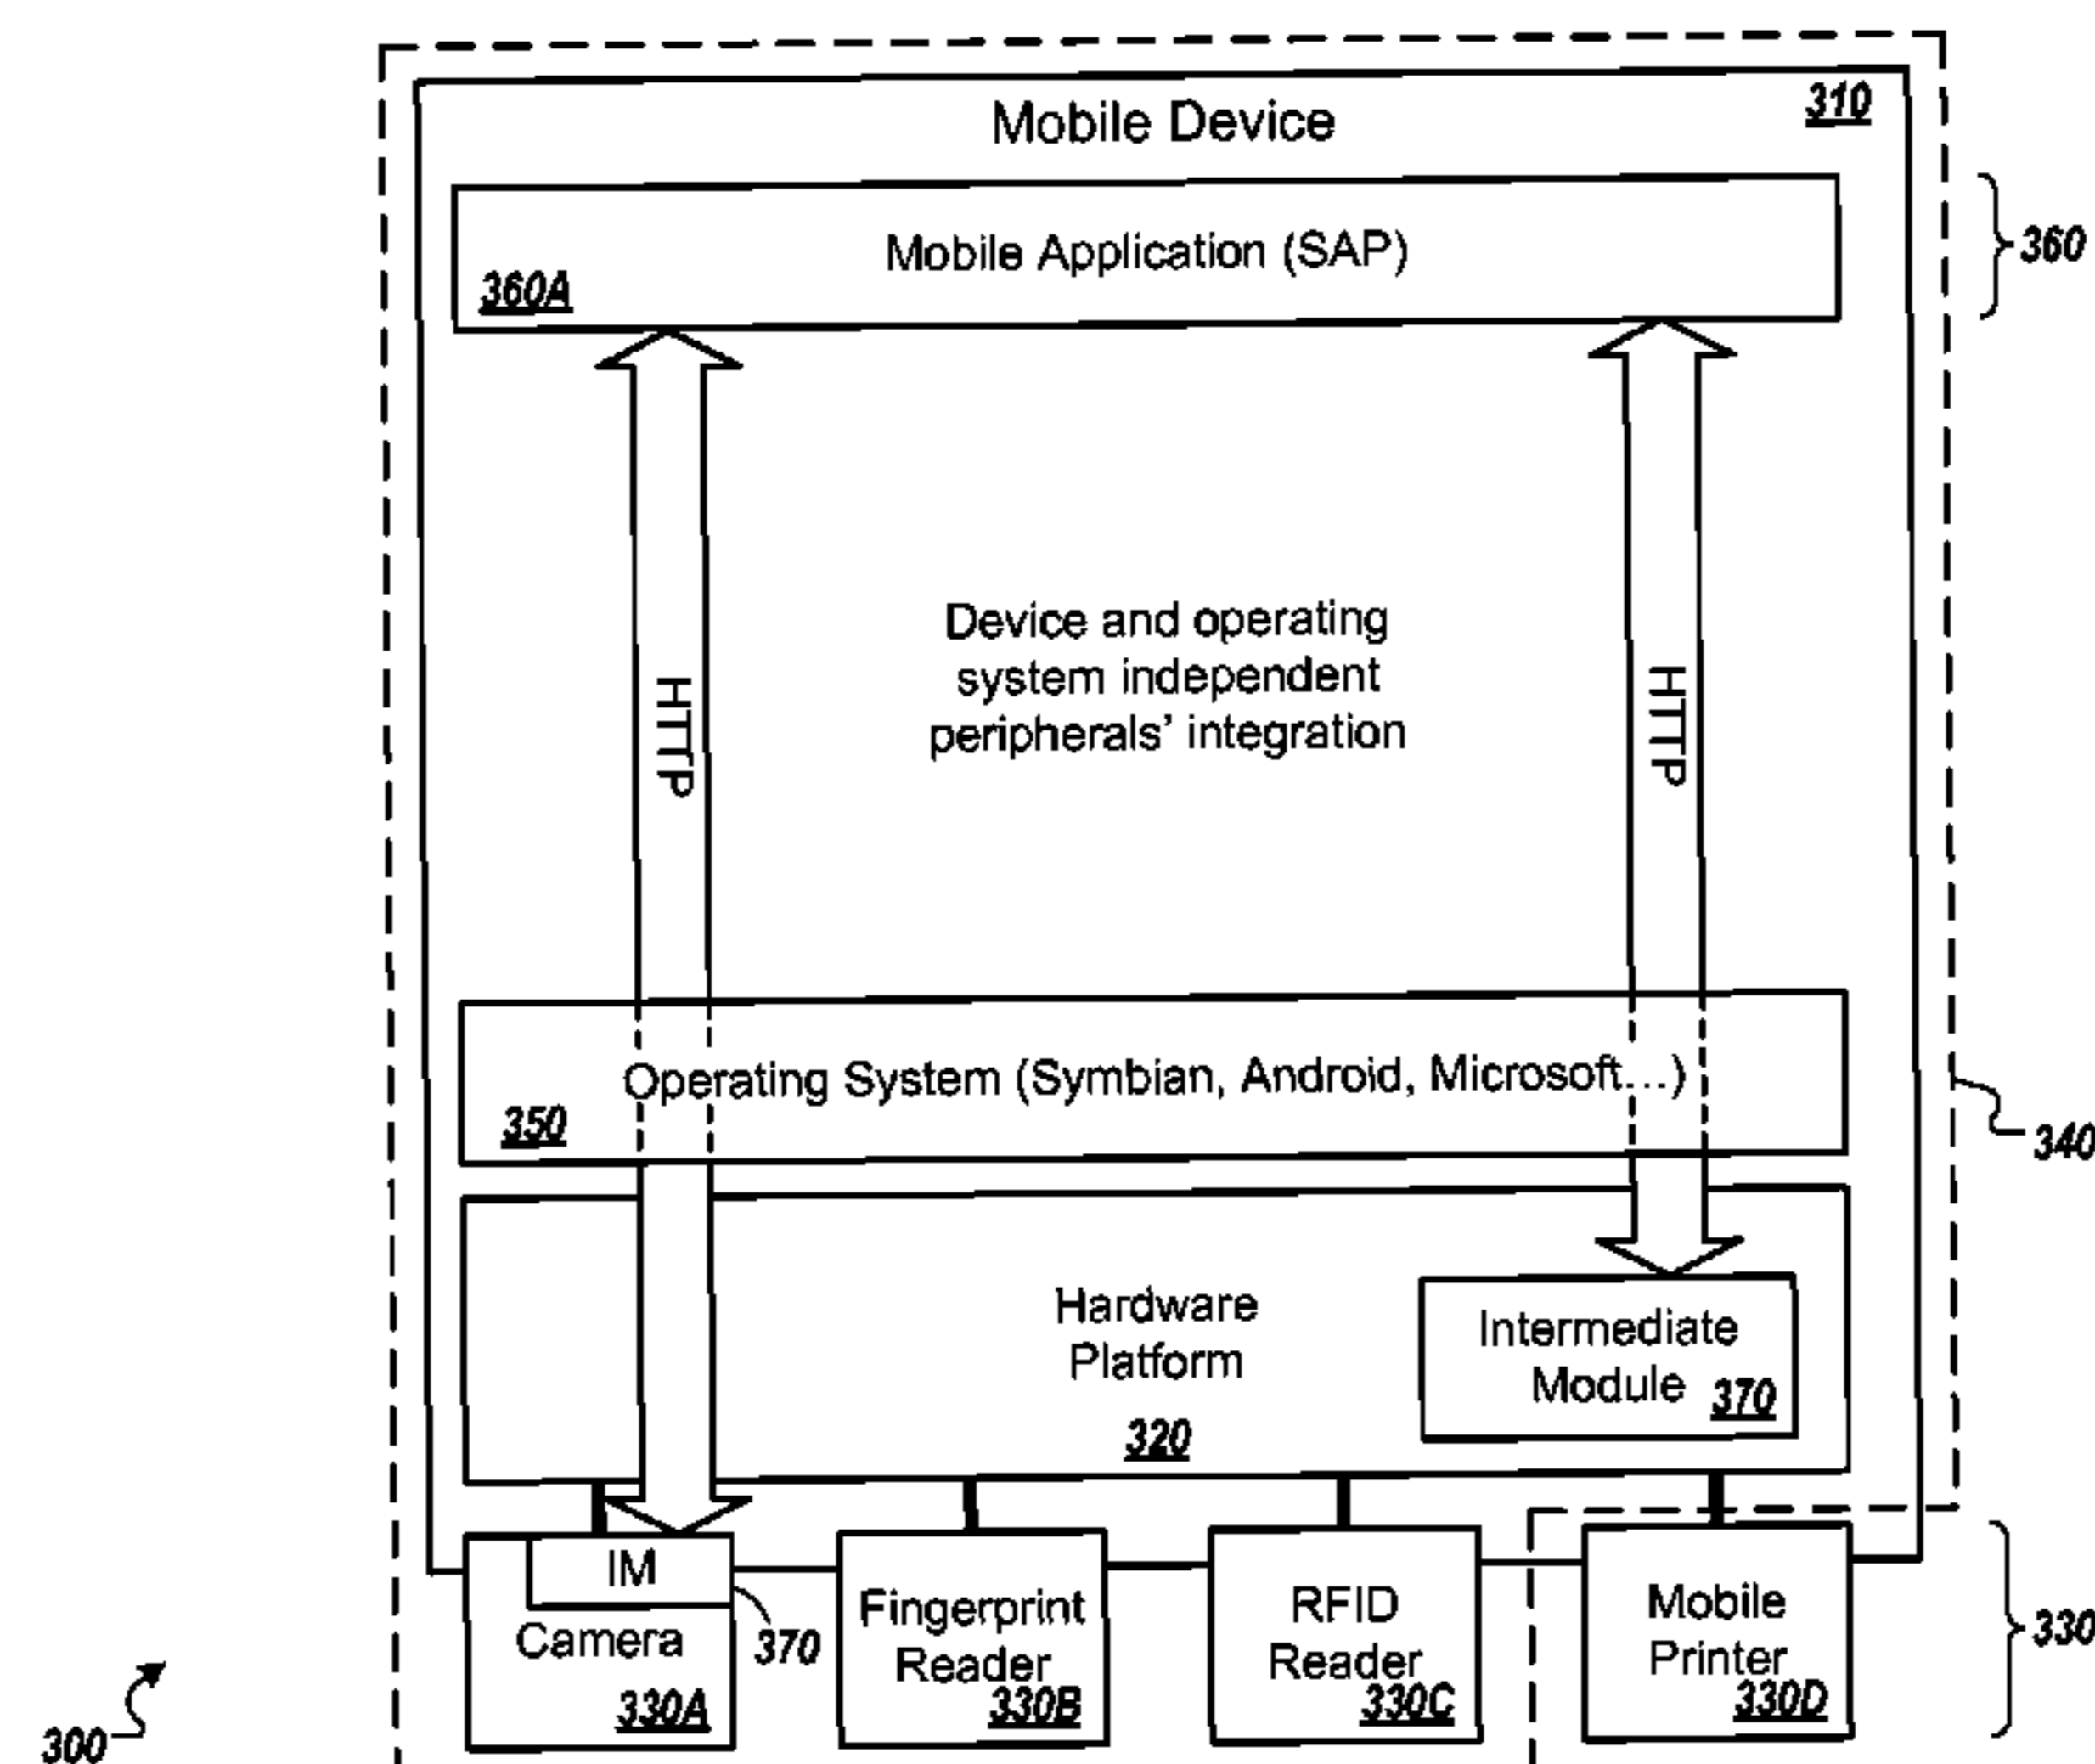 Mobile Device
310
Mobile Application (SAP)
360A
360
HTTP
HTTP
Device and operating
system independent
peripherals' integration
Operating System (Symbian, Android, Microsoft...)
350
340
Hardware
Platform
320
Intermediate
Module
370
IM
Camera
330A
370
Fingerprint
Reader
330B
RFID
Reader
330C
Mobile
Printer
330D
330
300